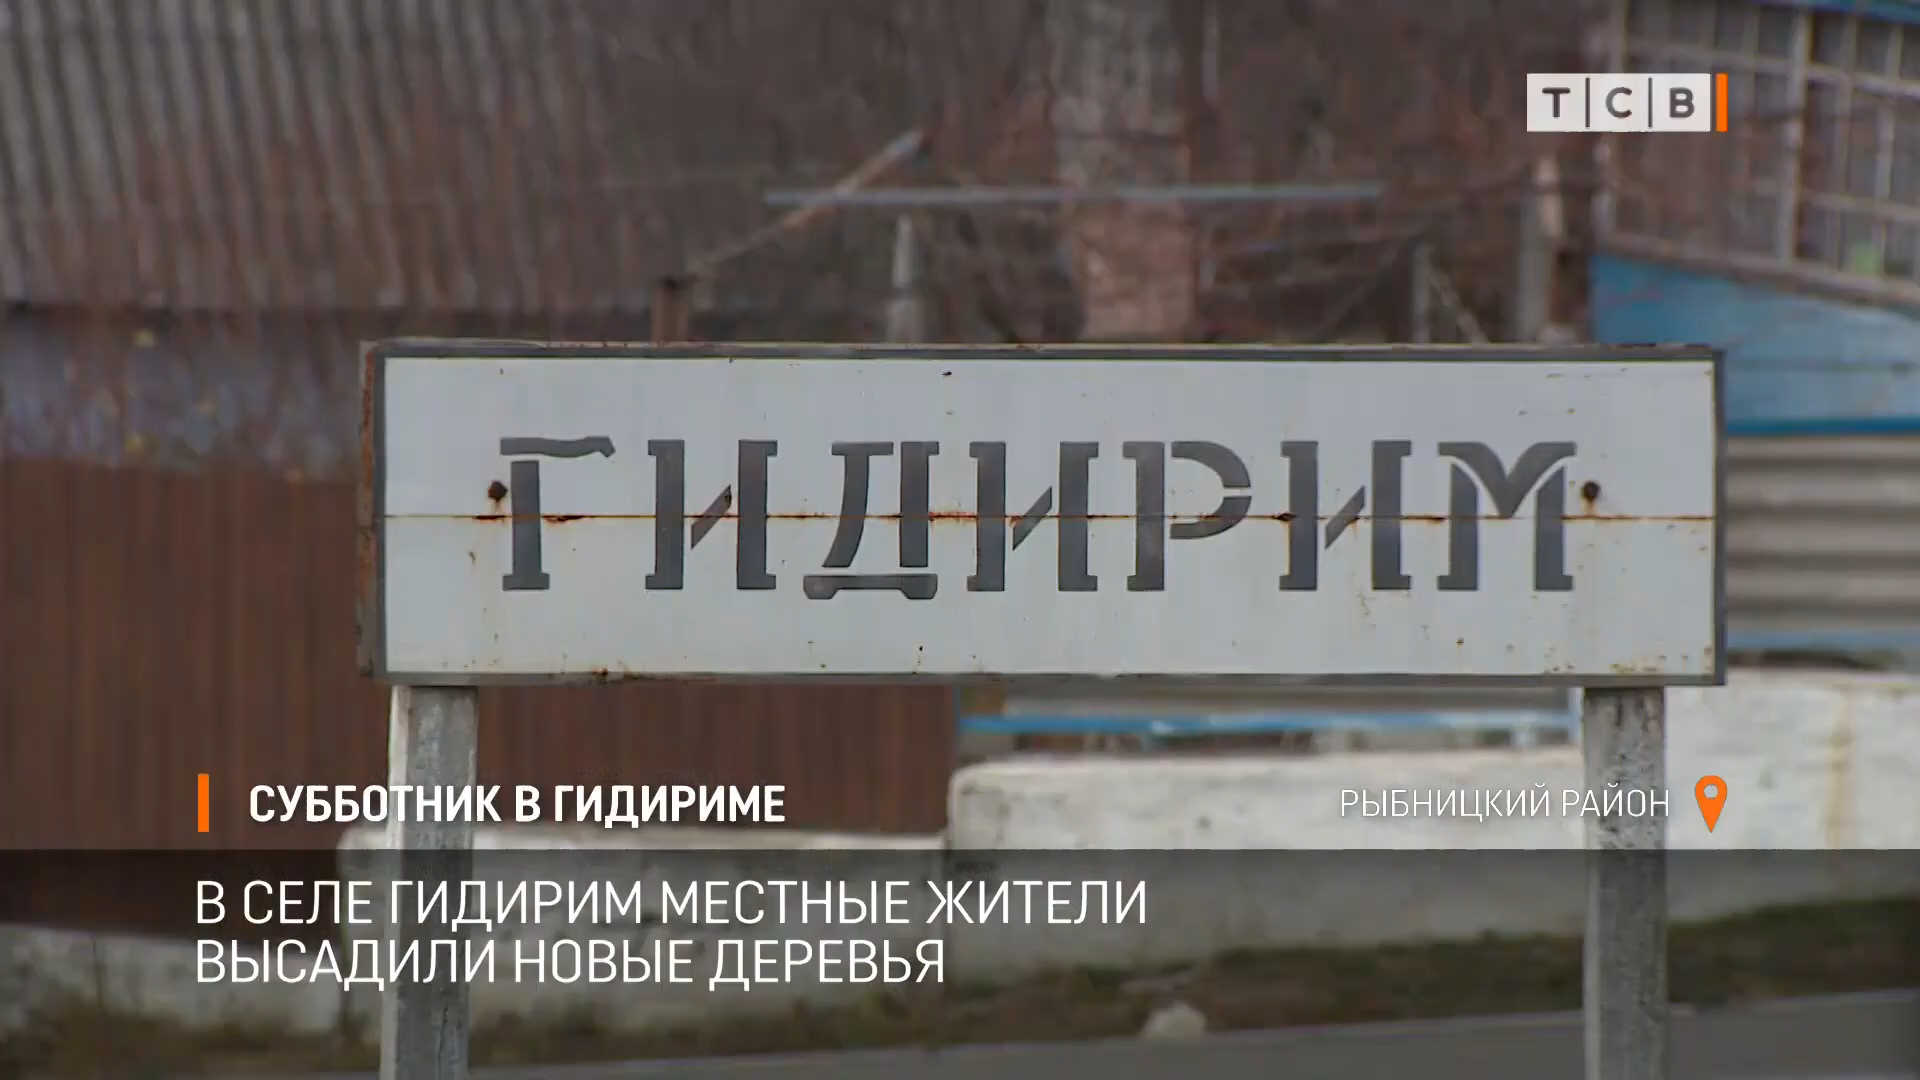 ТСВ
ГИДИРИМ
СУББОТНИК В ГИДИРИМЕ
РЫБНИЦКИЙ РАЙОН
В СЕЛЕ ГИДИРИМ МЕСТНЫЕ ЖИТЕЛИ
ВЫСАДИЛИ НОВЫЕ ДЕРЕВЬЯ